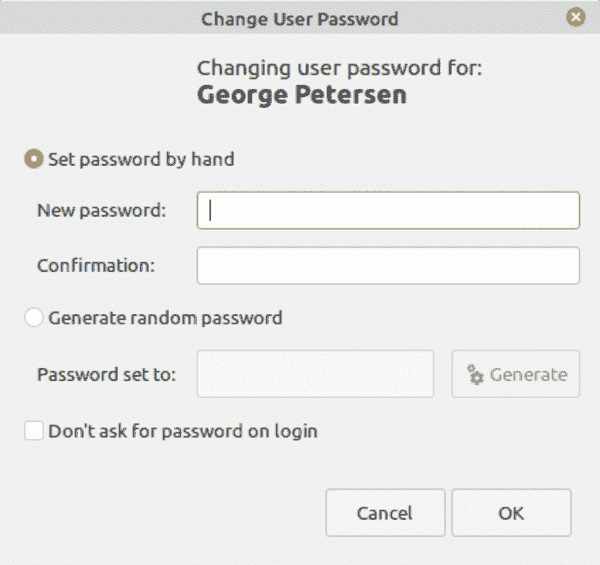 Change User Password
Changing user password for:
George Petersen
Set password by hand
New password:
Confirmation:
Generate random password
Password set to:
Generate
Don't ask for password on login
Cancel
OK